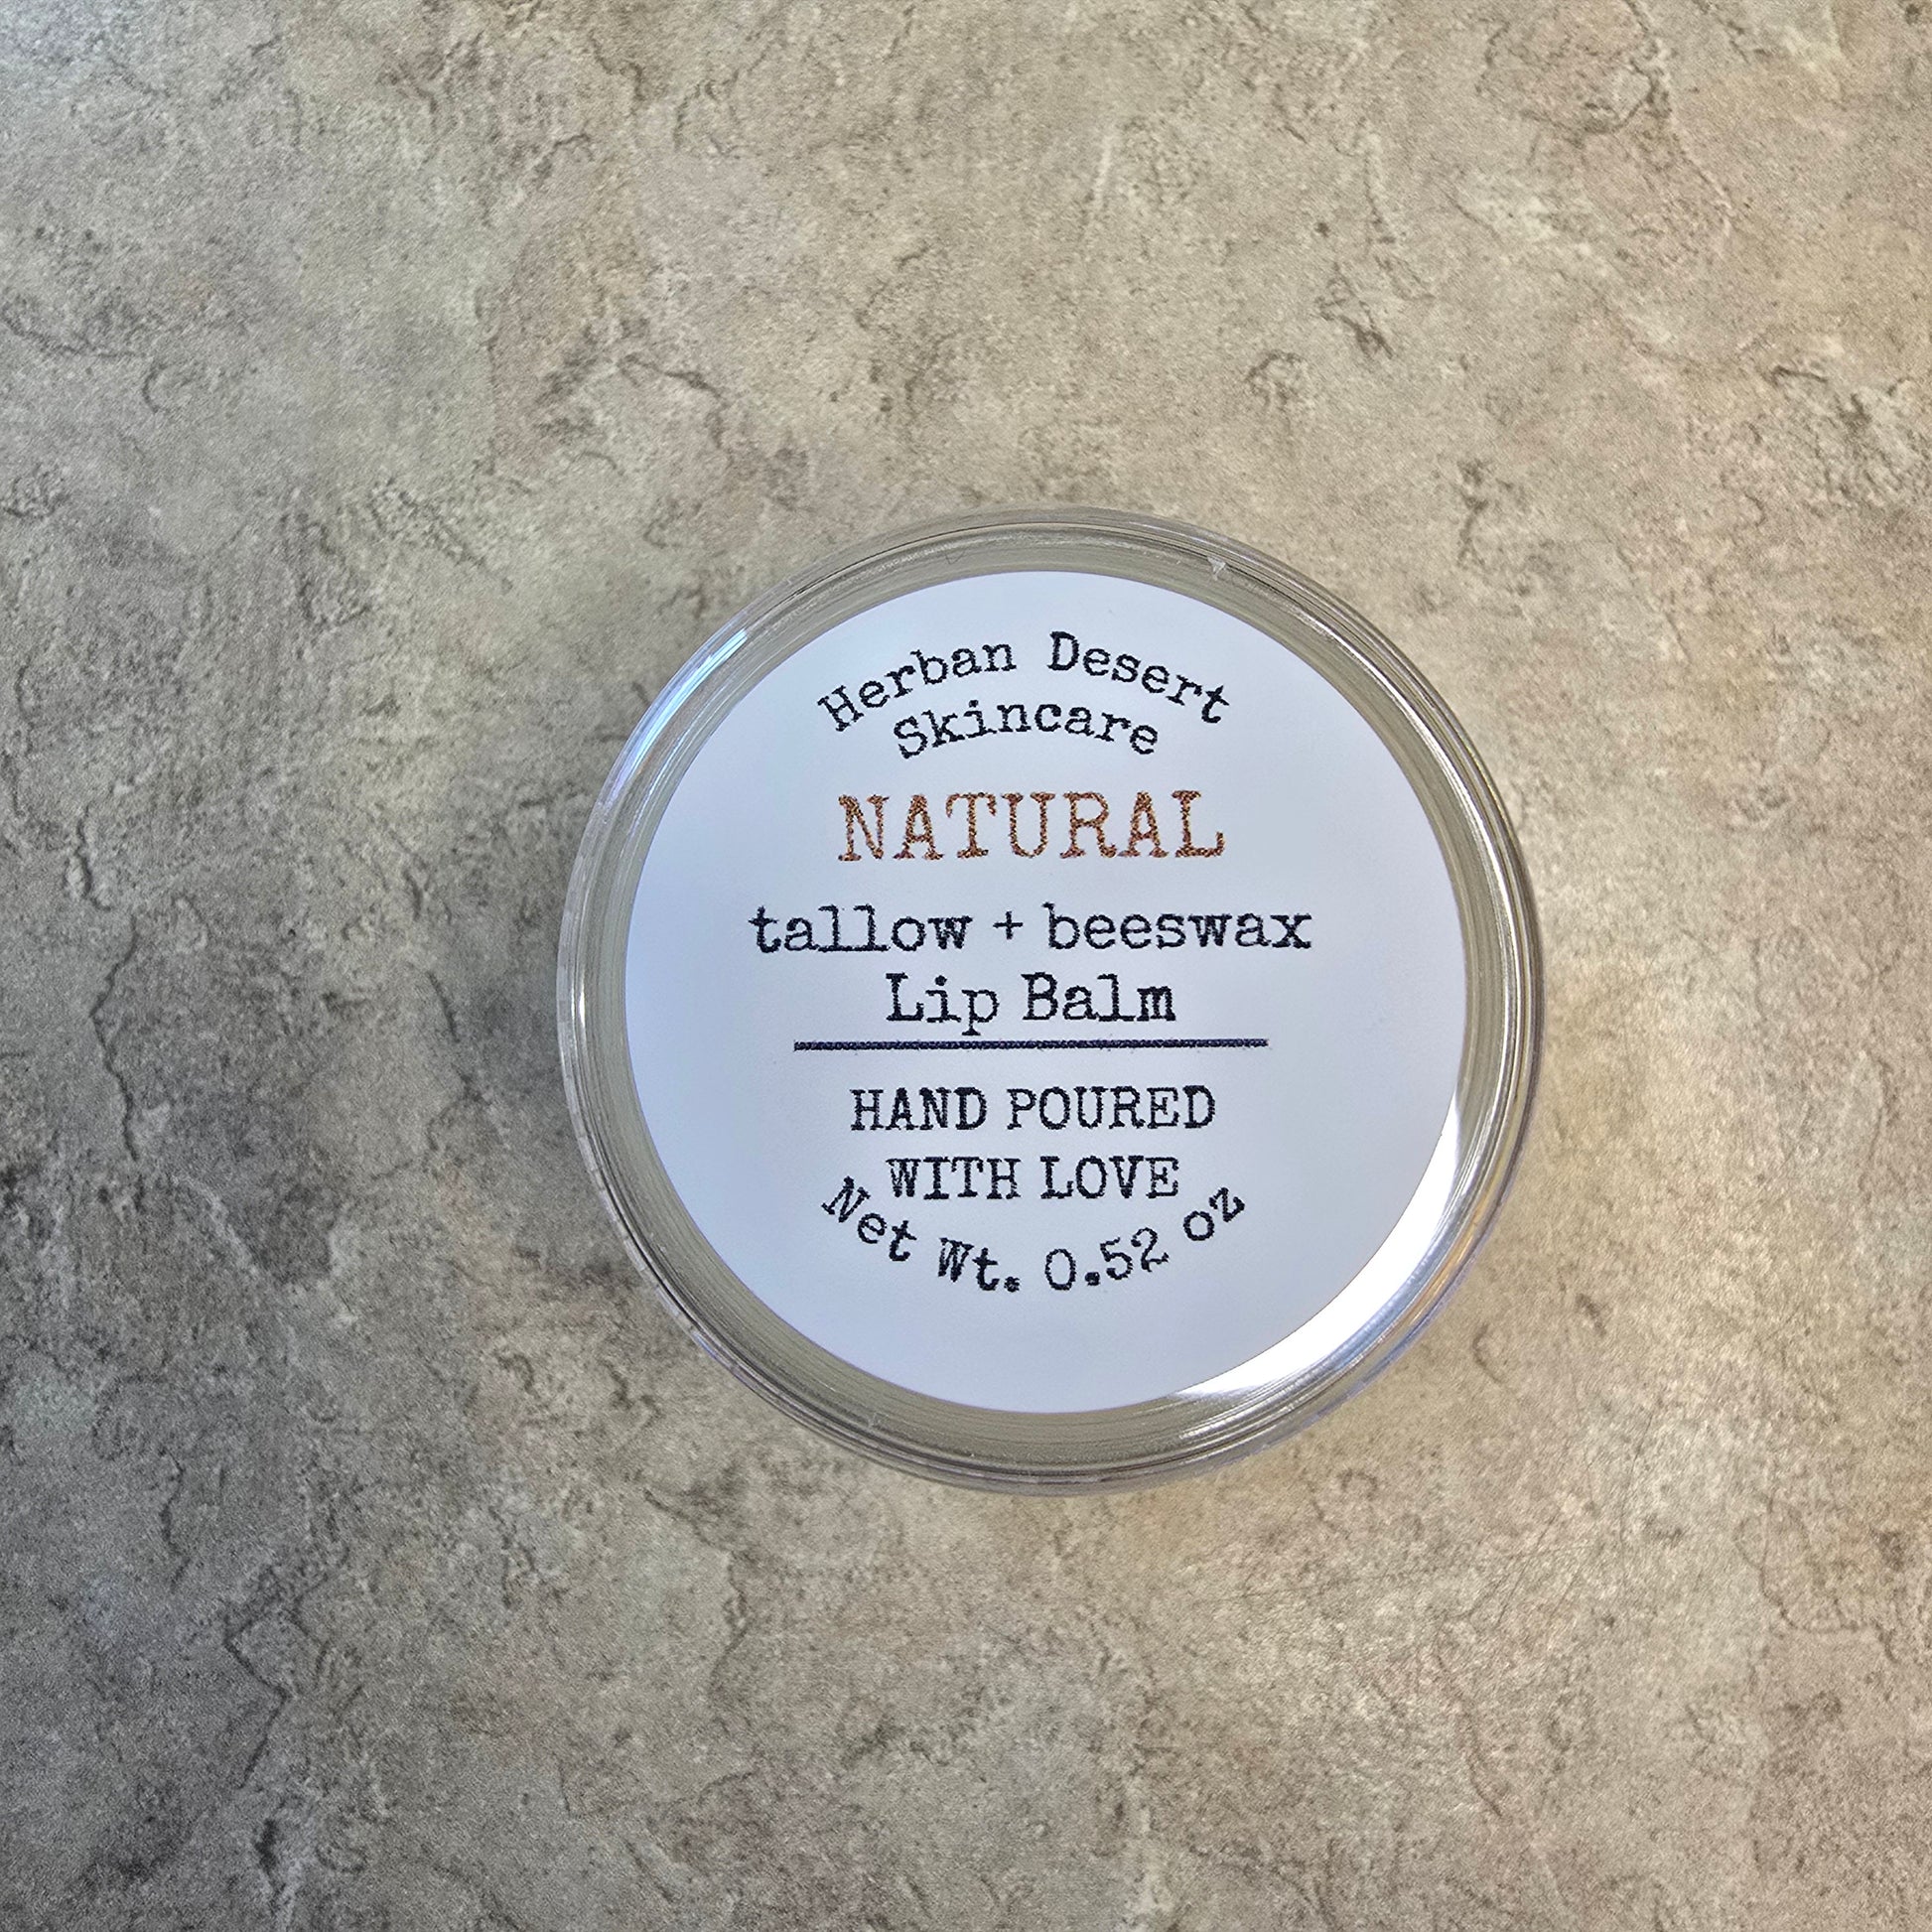 Herban Desert
Skincare
NATURAL
tallow + beeswax
Lip Balm
HAND POURED
WITH LOVE
Net Wt. 0.52 oz